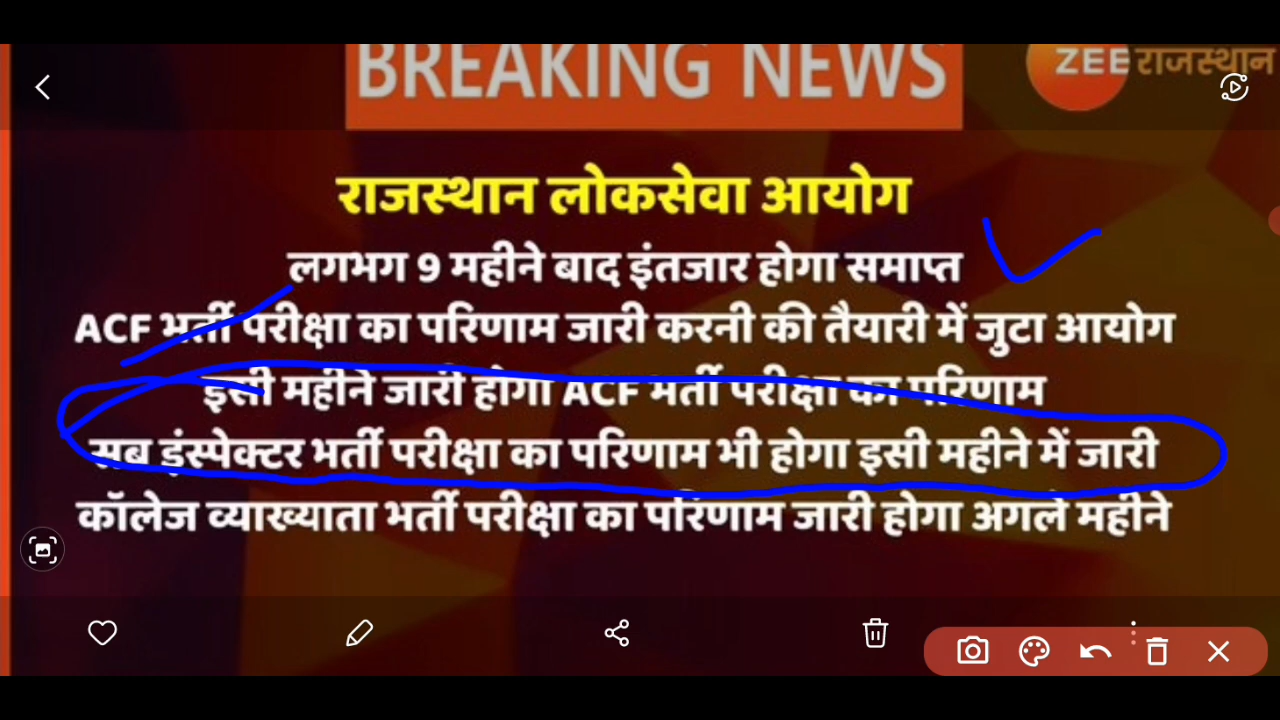 BREAKING NEWS
ZEE राजस्थान
राजस्थान लोकसेवा आयोग
लगभग 9 महीने बाद इंतजार होगा समाप्त
ACF भर्ती परीक्षा का परिणाम जारी करनी की तैयारी में जुटा आयोग
इसी महीने जारी होगा ACF भर्ती परीक्षा का परिणाम
सब इंस्पेक्टर भर्ती परीक्षा का परिणाम भी होगा इसी महीने में जारी
कॉलेज व्याख्याता भर्ती परीक्षा का परिणाम जारी होगा अगले महीने